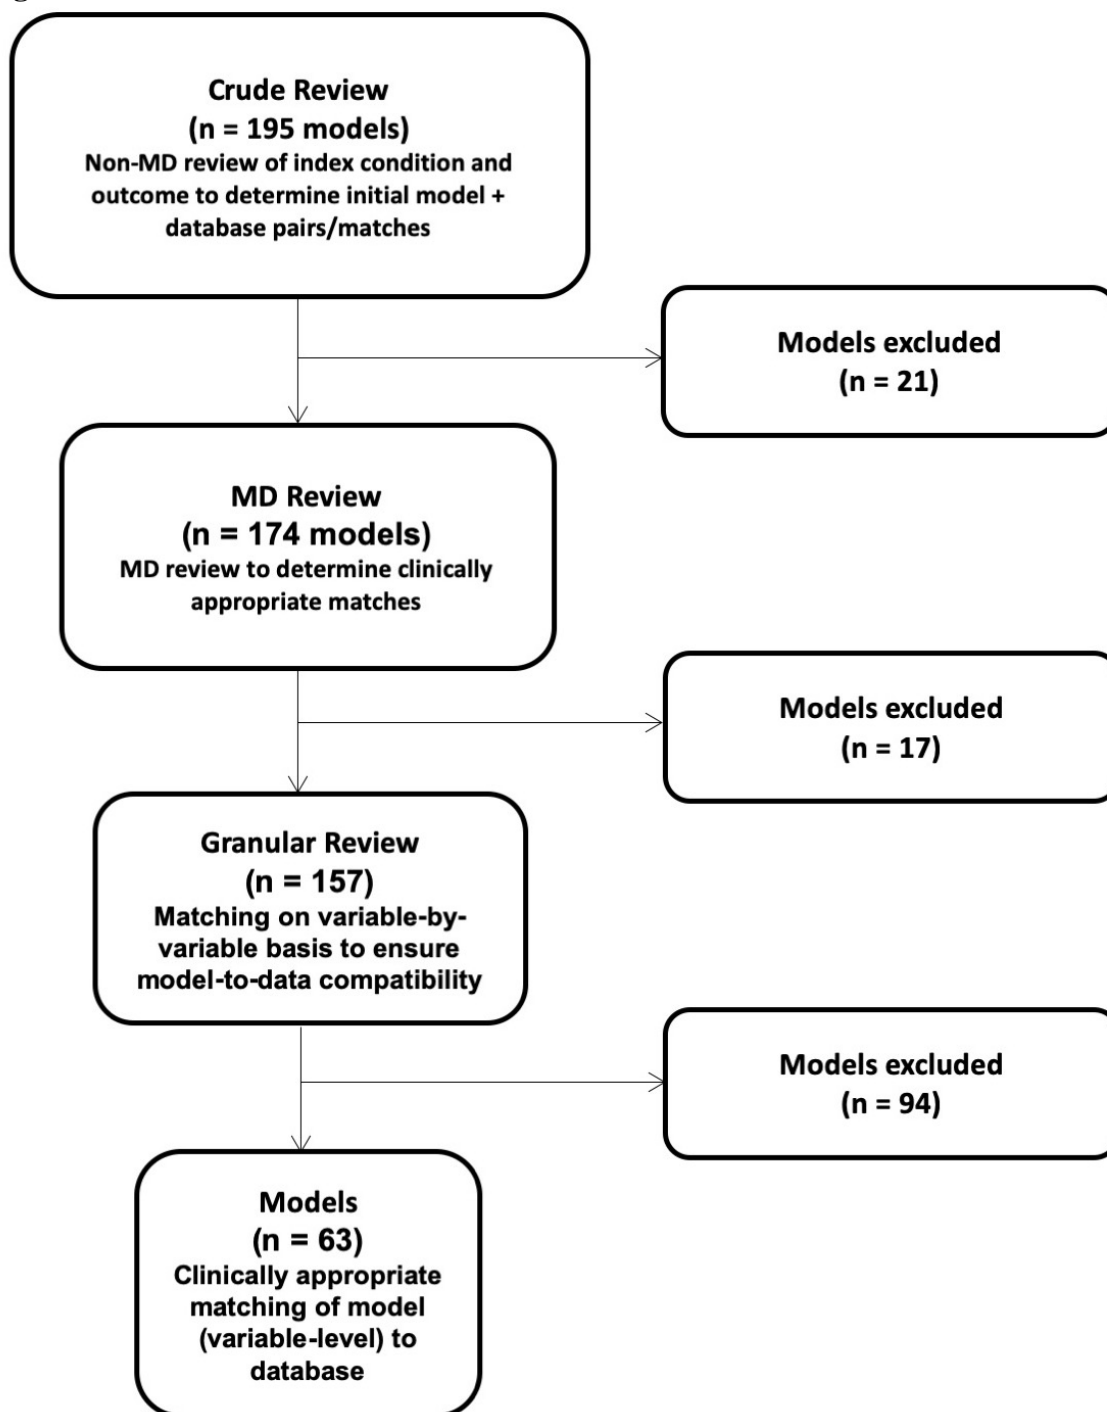 Crude Review
(n = 195 models)
Non-MD review of index condition and
outcome to determine initial model +
database pairs/matches
Models excluded
(n = 21)
MD Review
(n = 174 models)
MD review to determine clinically
appropriate matches
Models excluded
(n = 17)
Granular Review
(n = 157)
Matching on variable-by-
variable basis to ensure
model-to-data compatibility
Models excluded
(n = 94)
Models
(n = 63)
Clinically appropriate
matching of model
(variable-level) to
database